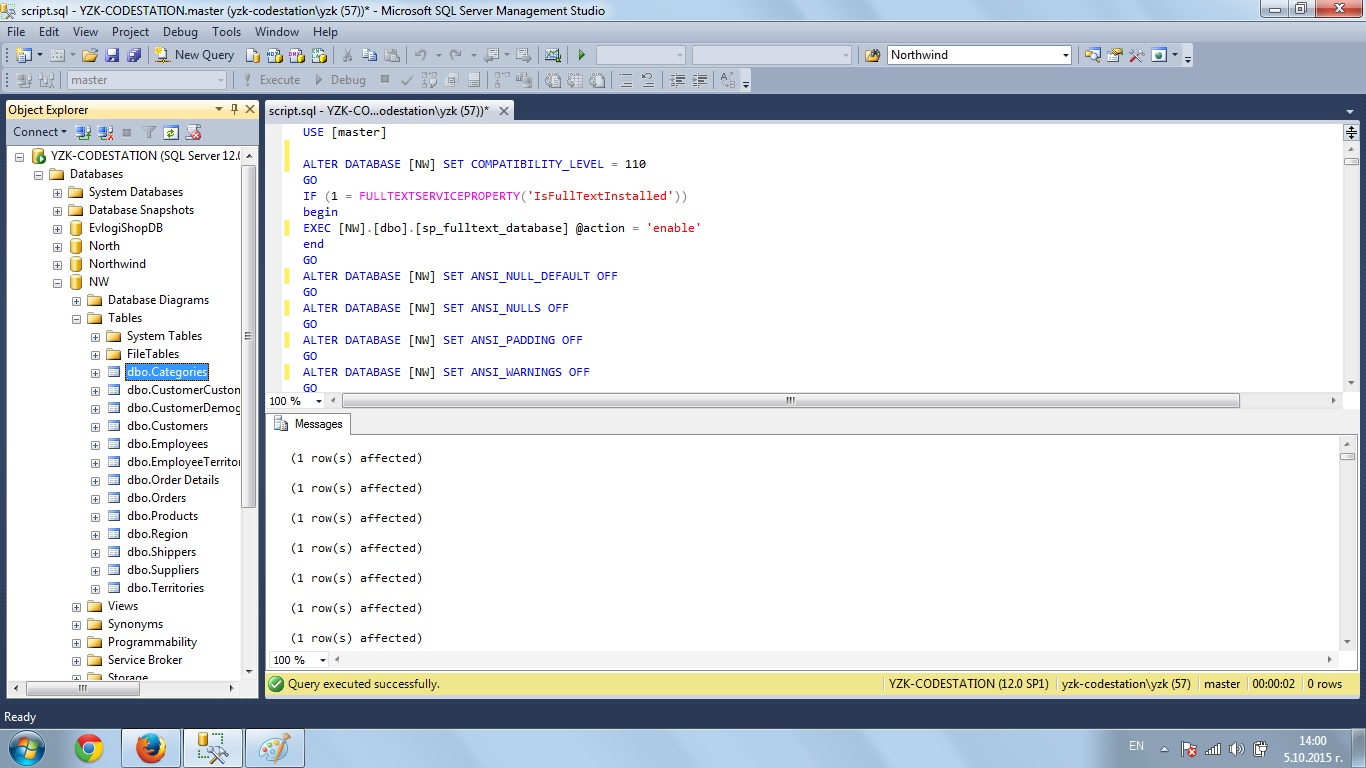 script.sql - YZK-CODESTATION.master (yzk-codestation\yzk (57))* - Microsoft SQL Server Management Studio
File Edit View Project Debug Tools Window Help
New Query Northwind
master Execute Debug
Object Explorer
Connect
YZK-CODESTATION (SQL Server 12.0
Databases
System Databases
Database Snapshots
EvlogiShopDB
North
Northwind
NW
Database Diagrams
Tables
System Tables
FileTables
dbo.Categories
dbo.CustomerCustom
dbo.CustomerDemog
dbo.Customers
dbo.Employees
dbo.EmployeeTerritor
dbo.Order Details
dbo.Orders
dbo.Products
dbo.Region
dbo.Shippers
dbo.Suppliers
dbo.Territories
Views
Synonyms
Programmability
Service Broker
Storage
script.sql - YZK-CO...odestation\yzk (57))*
USE [master]
ALTER DATABASE [NW] SET COMPATIBILITY_LEVEL = 110
GO
IF (1 = FULLTEXTSERVICEPROPERTY('IsFullTextInstalled'))
begin
EXEC [NW].[dbo].[sp_fulltext_database] @action = 'enable'
end
GO
ALTER DATABASE [NW] SET ANSI_NULL_DEFAULT OFF
GO
ALTER DATABASE [NW] SET ANSI_NULLS OFF
GO
ALTER DATABASE [NW] SET ANSI_PADDING OFF
GO
ALTER DATABASE [NW] SET ANSI_WARNINGS OFF
GO
100 %
Messages
(1 row(s) affected)
(1 row(s) affected)
(1 row(s) affected)
(1 row(s) affected)
(1 row(s) affected)
(1 row(s) affected)
(1 row(s) affected)
100 %
Query executed successfully. YZK-CODESTATION (12.0 SP1) yzk-codestation\yzk (57) master 00:00:02 0 rows
Ready
EN
14:00
5.10.2015 г.